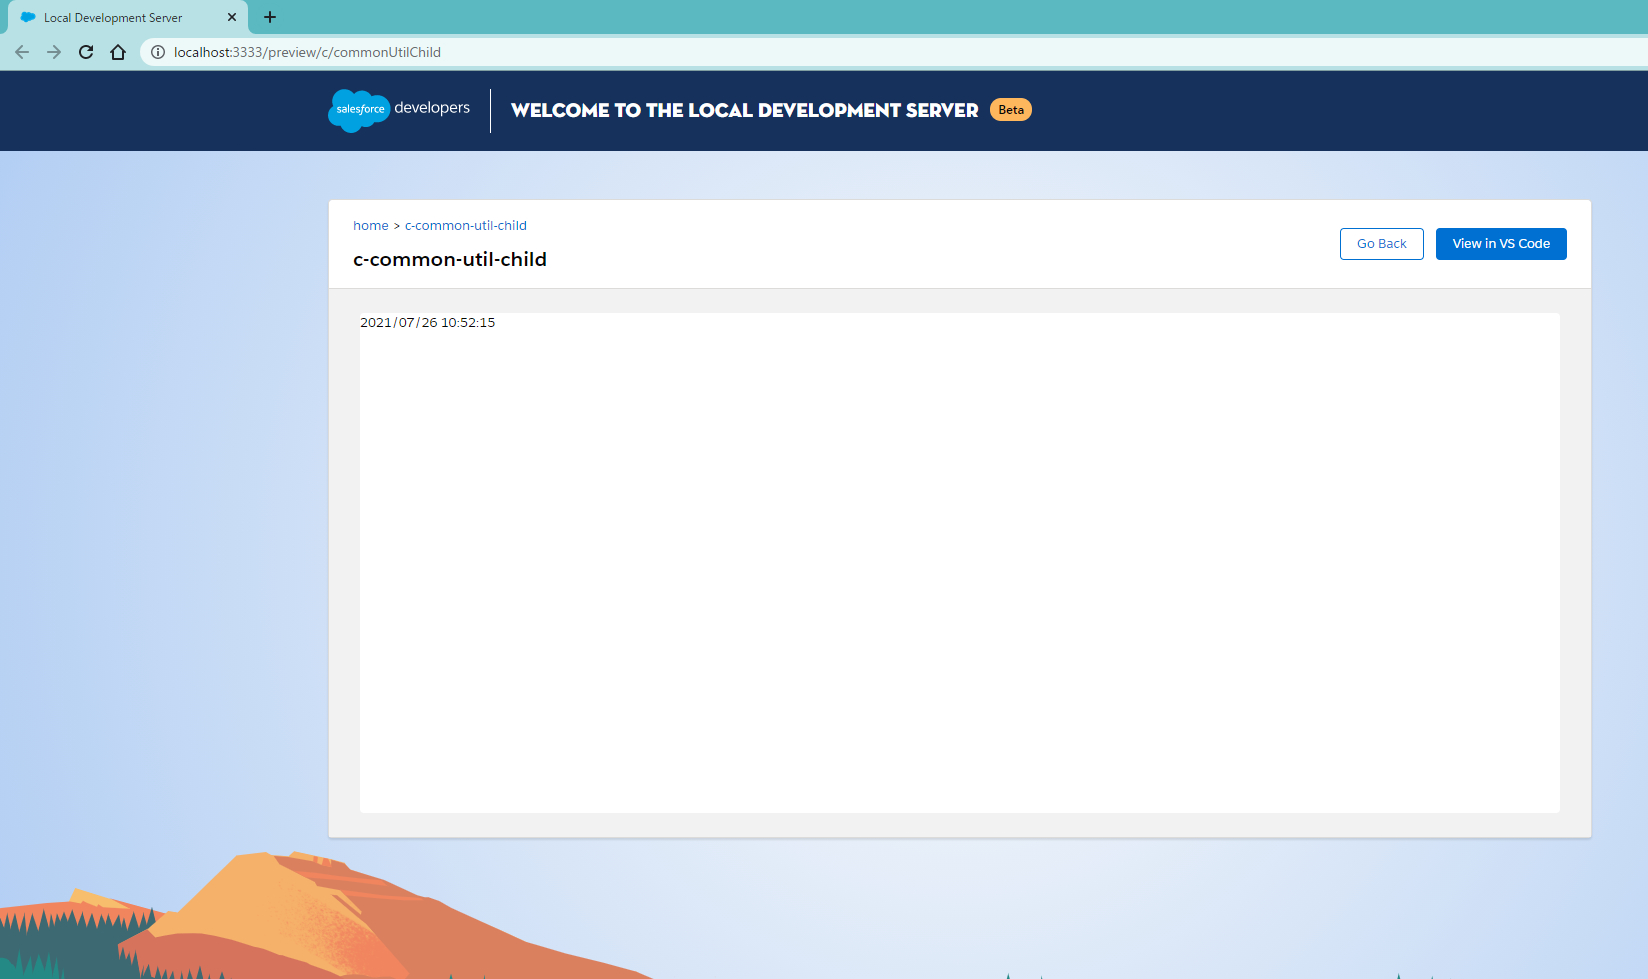 Local Development Server
localhost:3333/preview/c/commonUtilChild
salesforce developers
WELCOME TO THE LOCAL DEVELOPMENT SERVER Beta
home > c-common-util-child
c-common-util-child
Go Back
View in VS Code
2021/07/26 10:52:15